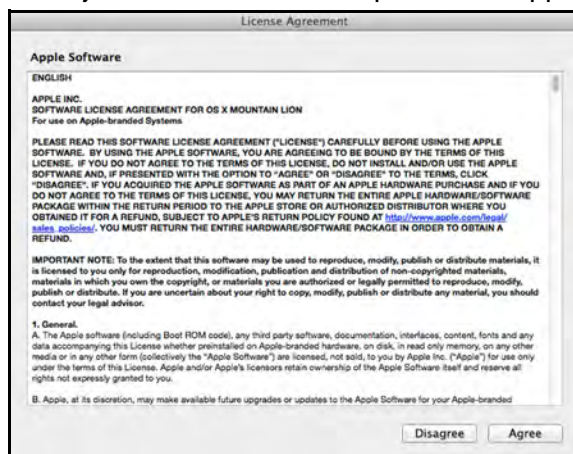 License Agreement
Apple Software
ENGLISH
APPLE INC.
SOFTWARE LICENSE AGREEMENT FOR OS X MOUNTAIN LION
For use on Apple-branded Systems
PLEASE READ THIS SOFTWARE LICENSE AGREEMENT ("LICENSE") CAREFULLY BEFORE USING THE APPLE
SOFTWARE. BY USING THE APPLE SOFTWARE, YOU ARE AGREEING TO BE BOUND BY THE TERMS OF THIS
LICENSE. IF YOU DO NOT AGREE TO THE TERMS OF THIS LICENSE, DO NOT INSTALL AND/OR USE THE APPLE
SOFTWARE AND, IF PRESENTED WITH THE OPTION TO "AGREE" OR "DISAGREE" TO THE TERMS, CLICK
"DISAGREE". IF YOU ACQUIRED THE APPLE SOFTWARE AS PART OF AN APPLE HARDWARE PURCHASE AND IF YOU
DO NOT AGREE TO THE TERMS OF THIS LICENSE, YOU MAY RETURN THE ENTIRE APPLE HARDWARE/SOFTWARE
PACKAGE WITHIN THE RETURN PERIOD TO THE APPLE STORE OR AUTHORIZED DISTRIBUTOR WHERE YOU
OBTAINED IT FOR A REFUND, SUBJECT TO APPLE'S RETURN POLICY FOUND AT http://www.apple.com/legal/
sales_policies/. YOU MUST RETURN THE ENTIRE HARDWARE/SOFTWARE PACKAGE IN ORDER TO OBTAIN A
REFUND.
IMPORTANT NOTE: To the extent that this software may be used to reproduce, modify, publish or distribute materials, it
is licensed to you only for reproduction, modification, publication and distribution of non-copyrighted materials,
materials in which you own the copyright, or materials you are authorized or legally permitted to reproduce, modify,
publish or distribute. If you are uncertain about your right to copy, modify, publish or distribute any material, you should
contact your legal advisor.
1. General.
A. The Apple software (including Boot ROM code), any third party software, documentation, interfaces, content, fonts and any
data accompanying this License whether preinstalled on Apple-branded hardware, on disk, in read only memory, on any other
media or in any other form (collectively the "Apple Software") are licensed, not sold, to you by Apple Inc. ("Apple") for use only
under the terms of this License. Apple and/or Apple's licensors retain ownership of the Apple Software itself and reserve all
rights not expressly granted to you.
B. Apple, at its discretion, may make available future upgrades or updates to the Apple Software for your Apple-branded
Disagree Agree